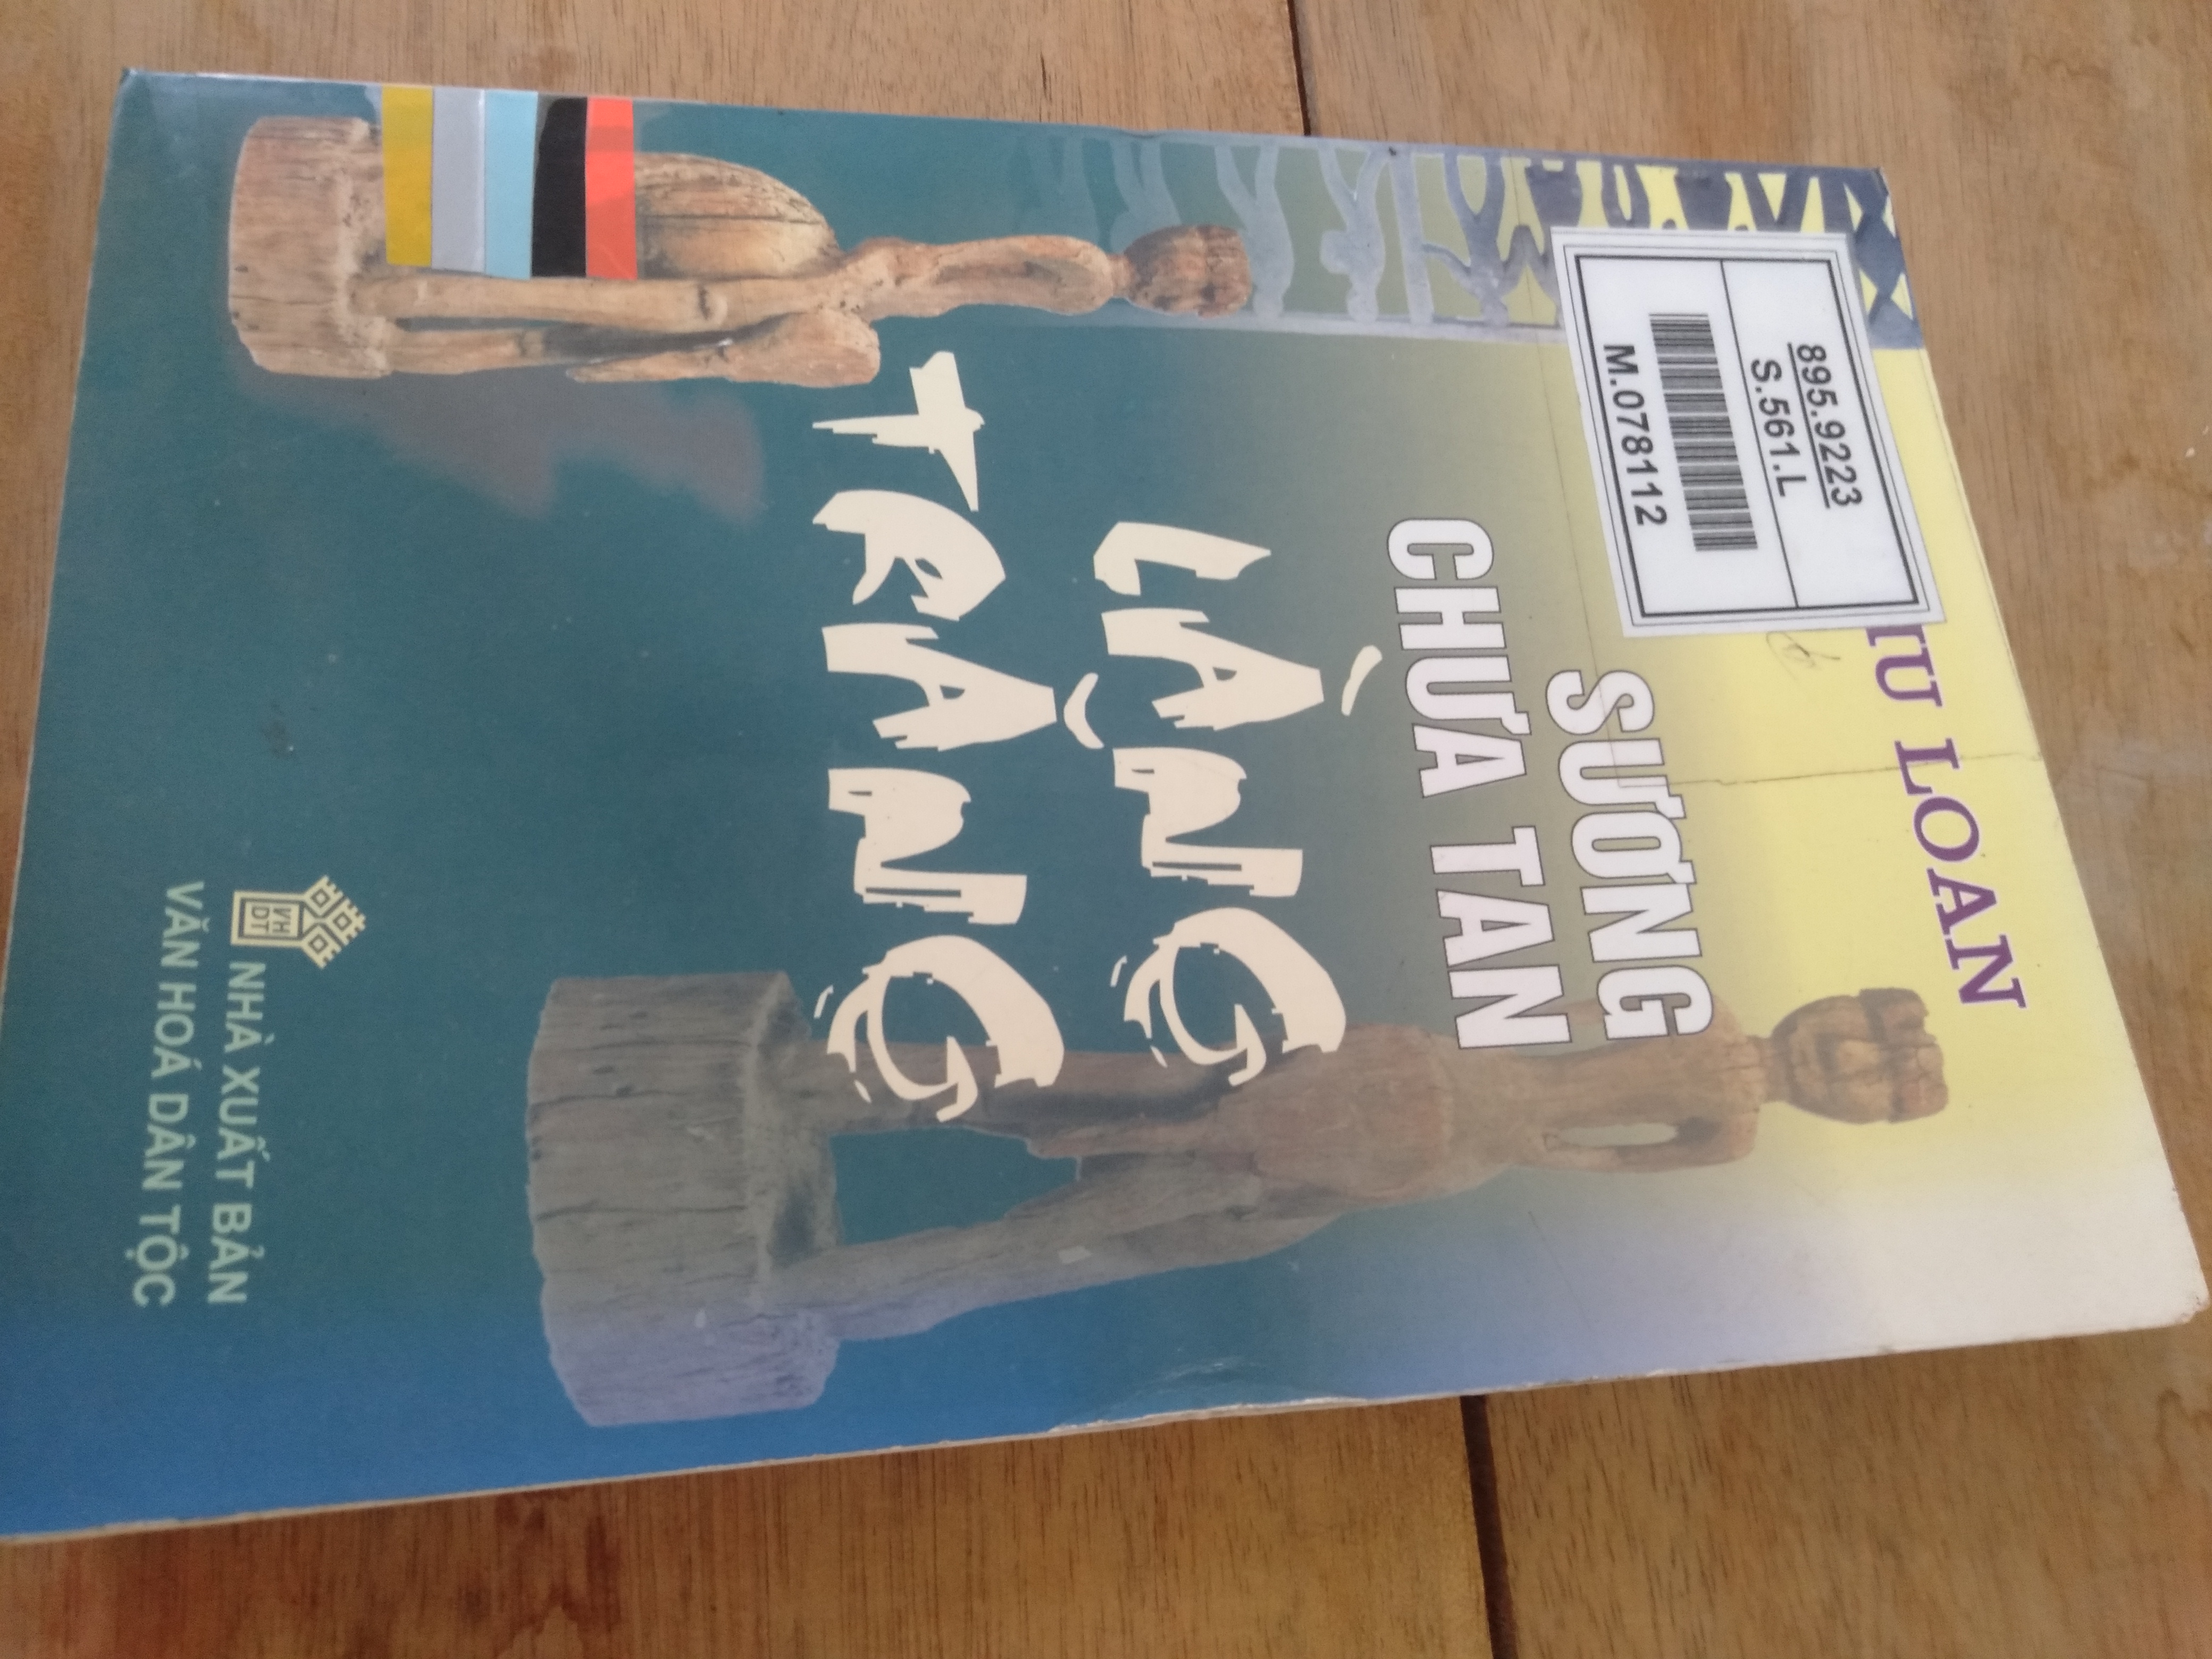 LOAN
895.9223
S.561.L
M.078112
SƯƠNG
CHƯA TAN
LÀNG
TRĂNG
VH
DT
NHÀ XUẤT BẢN
VĂN HOÁ DÂN TỘC